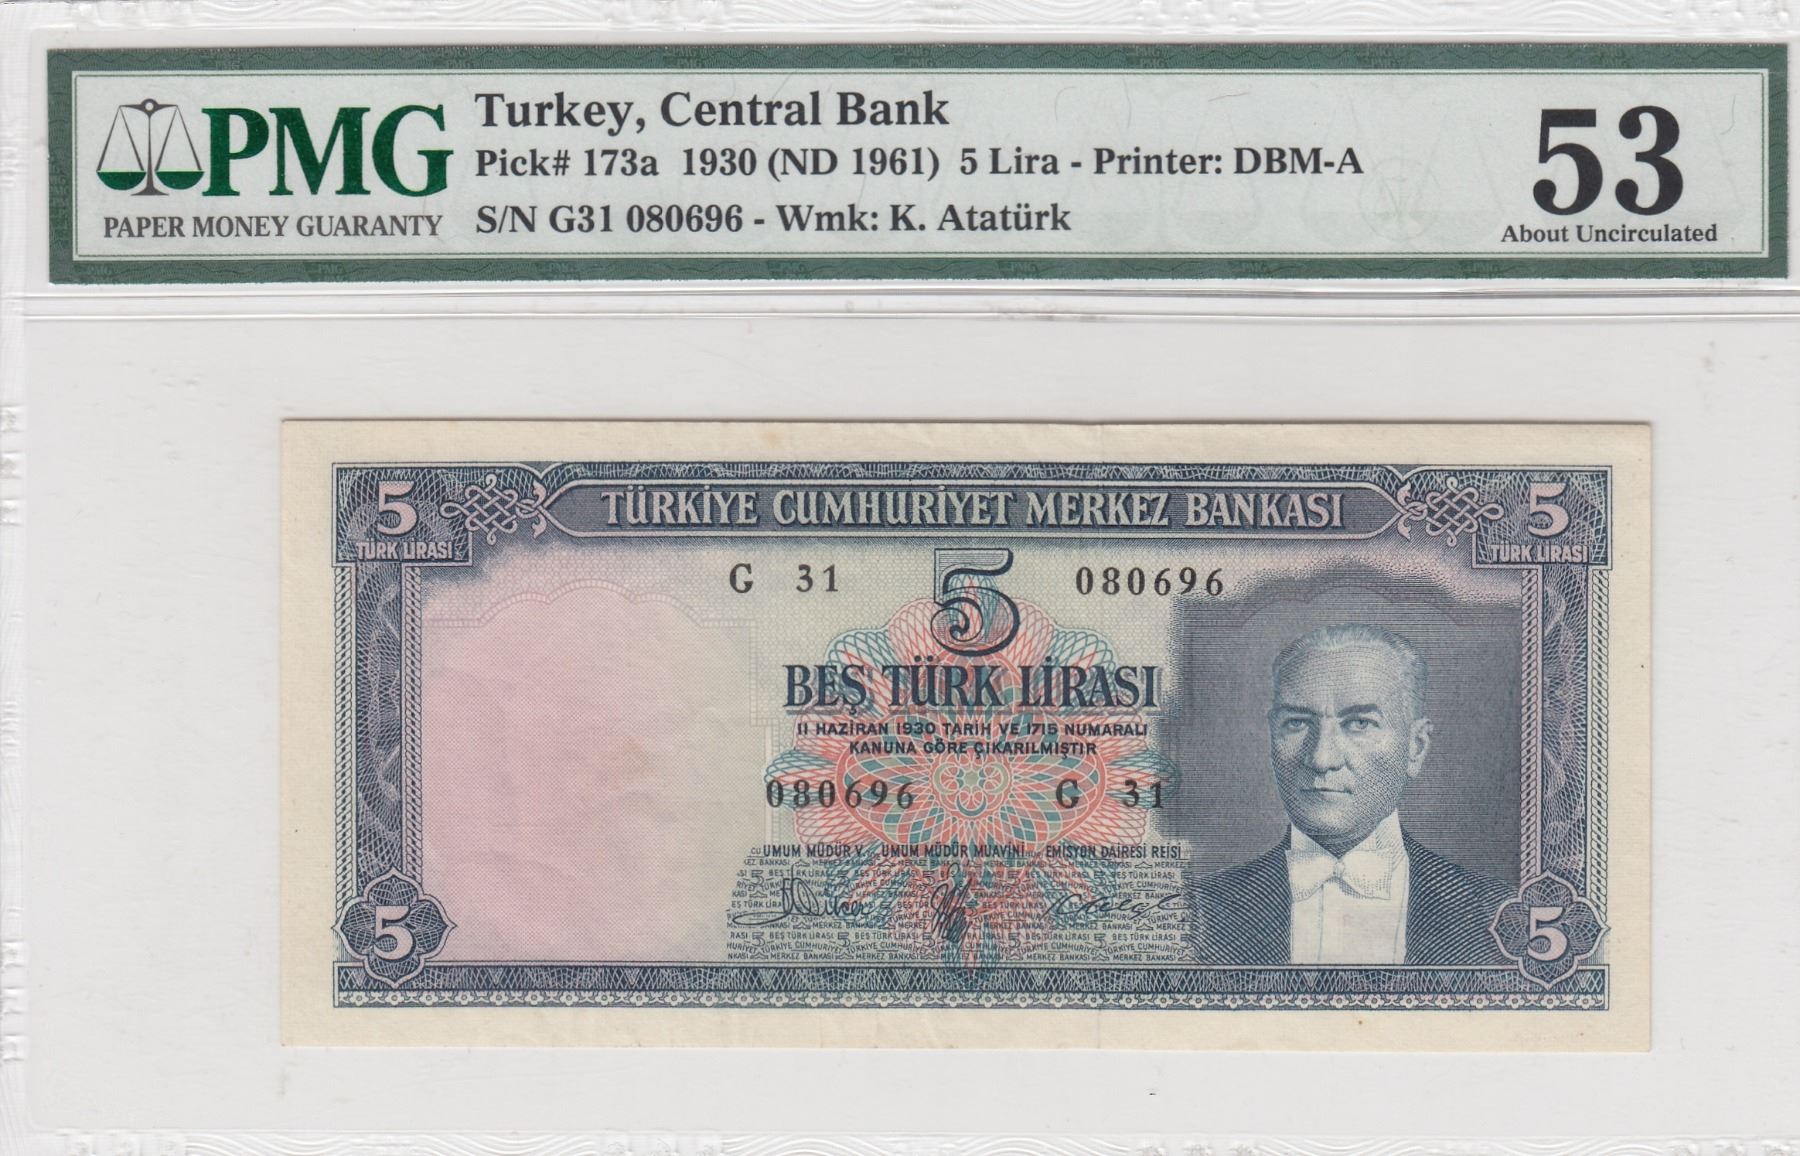 PMG
PAPER MONEY GUARANTY
Turkey, Central Bank
Pick# 173a 1930 (ND 1961) 5 Lira - Printer: DBM-A
S/N G31 080696 - Wmk: K. Atatürk
53
About Uncirculated
5 TÜRKİYE CUMHURİYET MERKEZ BANKASI 5
TÜRK LİRASI TÜRK LİRASI
G 31 5 080696
BEŞ TÜRK LİRASI
11 HAZİRAN 1930 TARİH VE 1715 NUMARALI
KANUNA GÖRE ÇIKARILMIŞTIR
080696 G 31
UMUM MÜDÜR V. UMUM MÜDÜR MUAVİNİ EMİSYON DAİRESİ REİSİ
5 5